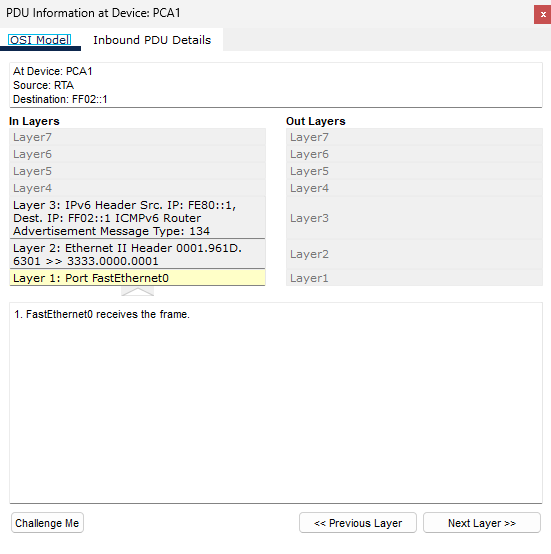 PDU Information at Device: PCA1
x
OSI Model Inbound PDU Details
At Device: PCA1
Source: RTA
Destination: FF02::1
In Layers
Layer7
Layer6
Layer5
Layer4
Layer 3: IPv6 Header Src. IP: FE80::1,
Dest. IP: FF02::1 ICMPv6 Router
Advertisement Message Type: 134
Layer 2: Ethernet II Header 0001.961D.
6301 >> 3333.0000.0001
Layer 1: Port FastEthernet0
Out Layers
Layer7
Layer6
Layer5
Layer4
Layer3
Layer2
Layer1
1. FastEthernet0 receives the frame.
Challenge Me
<< Previous Layer
Next Layer >>